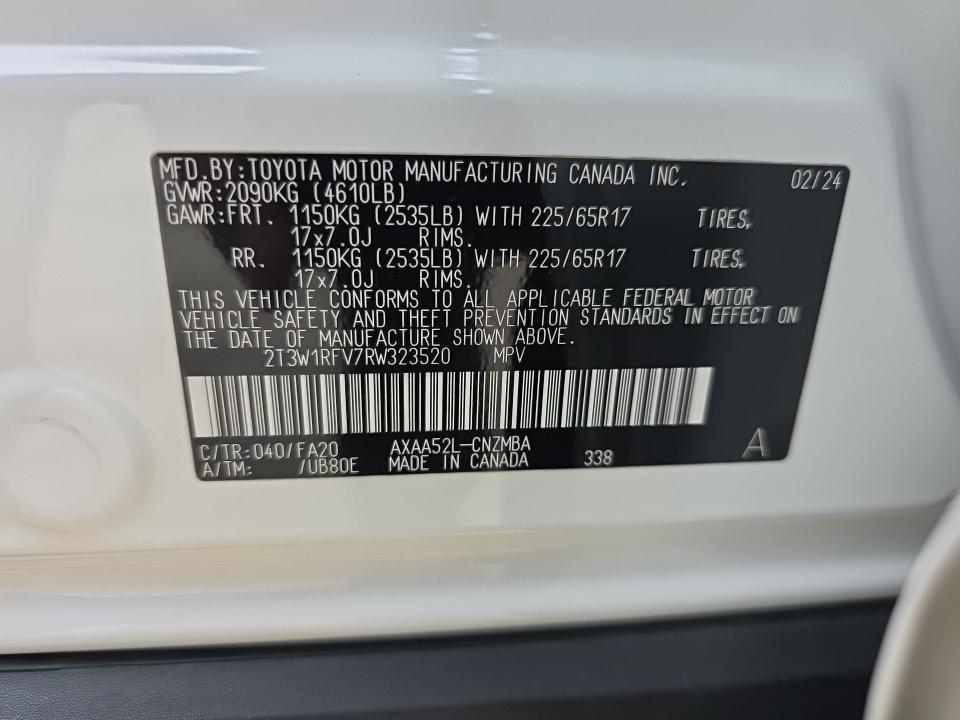 MFD.BY:TOYOTA MOTOR MANUFACTURING CANADA INC. 02/24
GVWR:2090KG (4610LB)
GAWR:FRT. 1150KG (2535LB) WITH 225/65R17 TIRES,
17x7.0J RIMS.
RR. 1150KG (2535LB) WITH 225/65R17 TIRES,
17x7.0J RIMS.
THIS VEHICLE CONFORMS TO ALL APPLICABLE FEDERAL MOTOR
VEHICLE SAFETY AND THEFT PREVENTION STANDARDS IN EFFECT ON
THE DATE OF MANUFACTURE SHOWN ABOVE.
2T3W1RFV7RW323520 MPV
C/TR:040/FA20 AXAA52L-CNZMBA
A/TM: /UB80E MADE IN CANADA 338 A